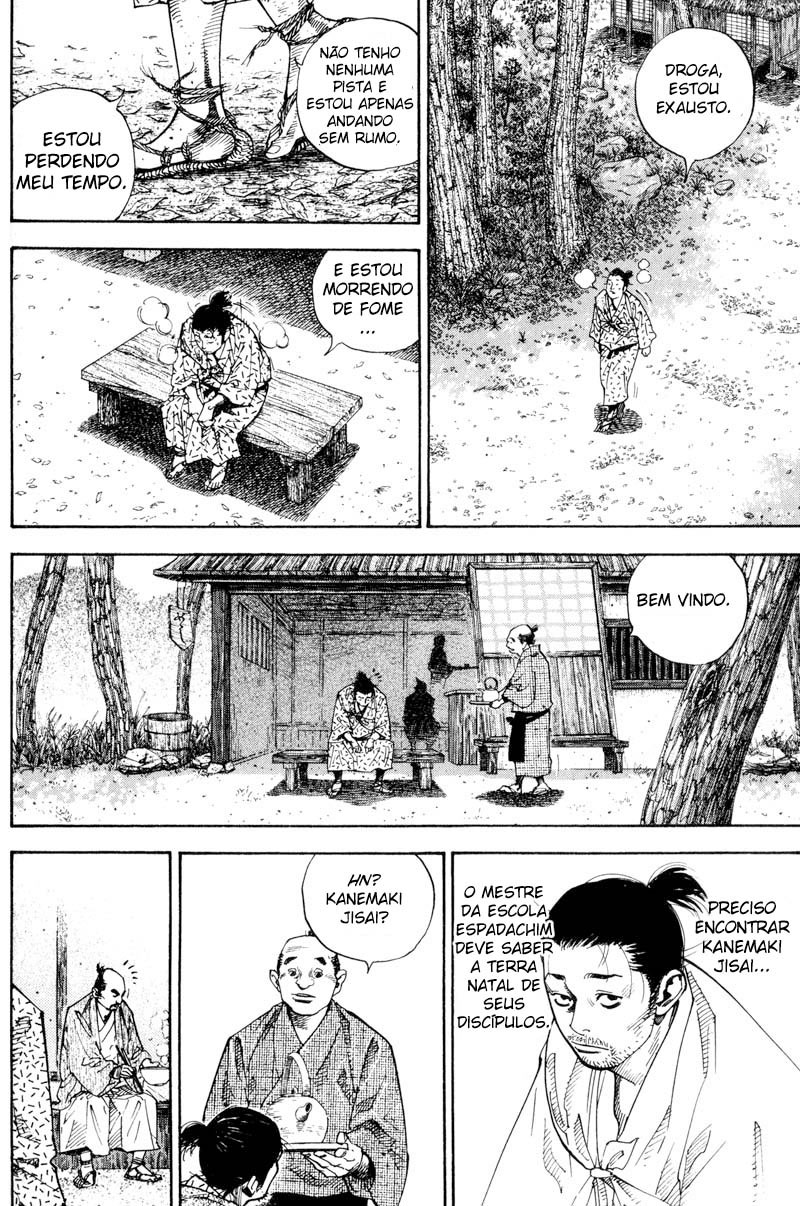 DROGA,
ESTOU
EXAUSTO.
NÃO TENHO
NENHUMA
PISTA E
ESTOU APENAS
ANDANDO
SEM RUMO.
ESTOU
PERDENDO
MEU TEMPO.
E ESTOU
MORRENDO
DE FOME
...
BEM VINDO.
PRECISO
ENCONTRAR
KANEMAKI
JISAI...
O MESTRE
DA ESCOLA
ESPADACHIM
DEVE SABER
A TERRA
NATAL DE
SEUS
DISCÍPULOS.
HN?
KANEMAKI
JISAI?